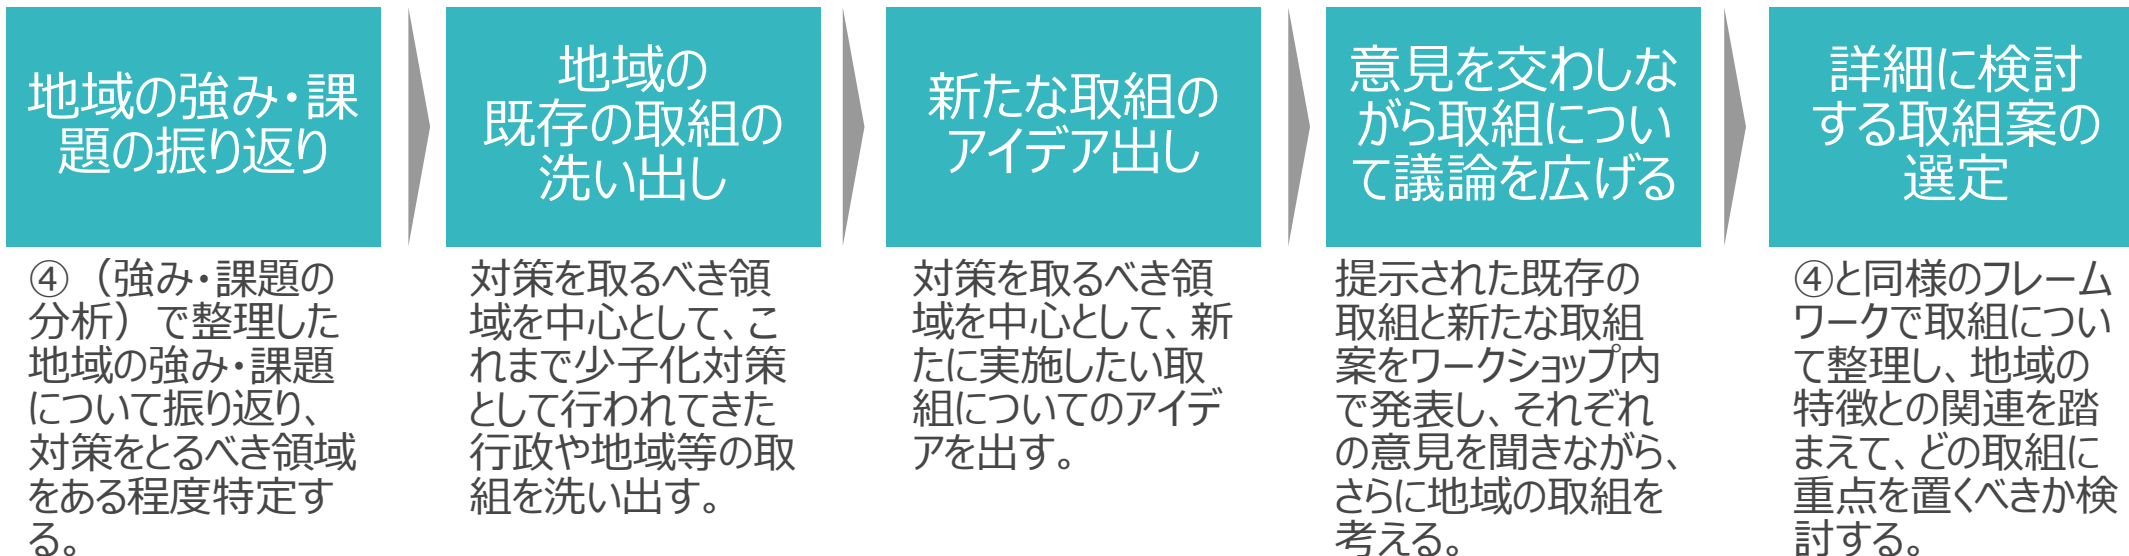 地域の強み・課
題の振り返り
④（強み・課題の
分析）で整理した
地域の強み・課題
について振り返り、
対策をとるべき領域
をある程度特定す
る。
地域の
既存の取組の
洗い出し
対策を取るべき領
域を中心として、こ
れまで少子化対策
として行われてきた
行政や地域等の取
組を洗い出す。
新たな取組の
アイデア出し
対策を取るべき領
域を中心として、新
たに実施したい取
組についてのアイデ
アを出す。
意見を交わしな
がら取組につい
て議論を広げる
提示された既存の
取組と新たな取組
案をワークショップ内
で発表し、それぞれ
の意見を聞きながら、
さらに地域の取組を
考える。
詳細に検討
する取組案の
選定
④と同様のフレーム
ワークで取組につい
て整理し、地域の
特徴との関連を踏
まえて、どの取組に
重点を置くべきか検
討する。